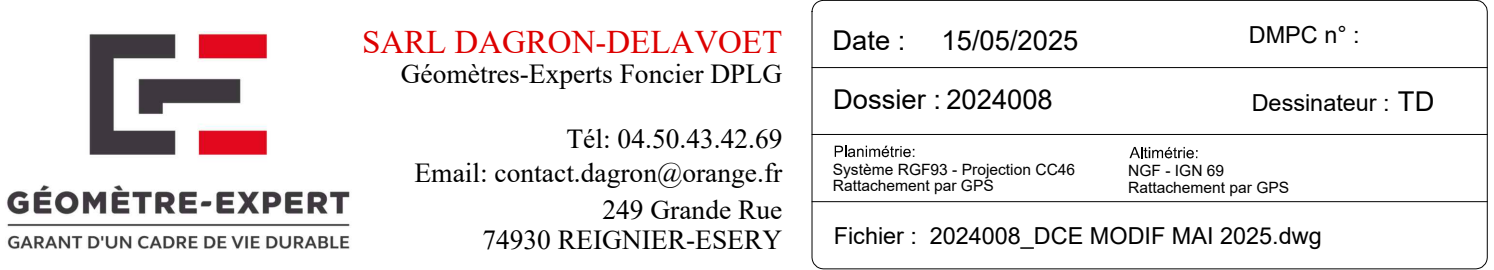 GÉOMÈTRE-EXPERT
GARANT D'UN CADRE DE VIE DURABLE
SARL DAGRON-DELAVOET
Géomètres-Experts Foncier DPLG
Tél: 04.50.43.42.69
Email: contact.dagron@orange.fr
249 Grande Rue
74930 REIGNIER-ESERY
Date : 15/05/2025 DMPC n° :
Dossier : 2024008 Dessinateur : TD
Planimétrie:
Système RGF93 - Projection CC46
Rattachement par GPS
Altimétrie:
NGF - IGN 69
Rattachement par GPS
Fichier : 2024008_DCE MODIF MAI 2025.dwg